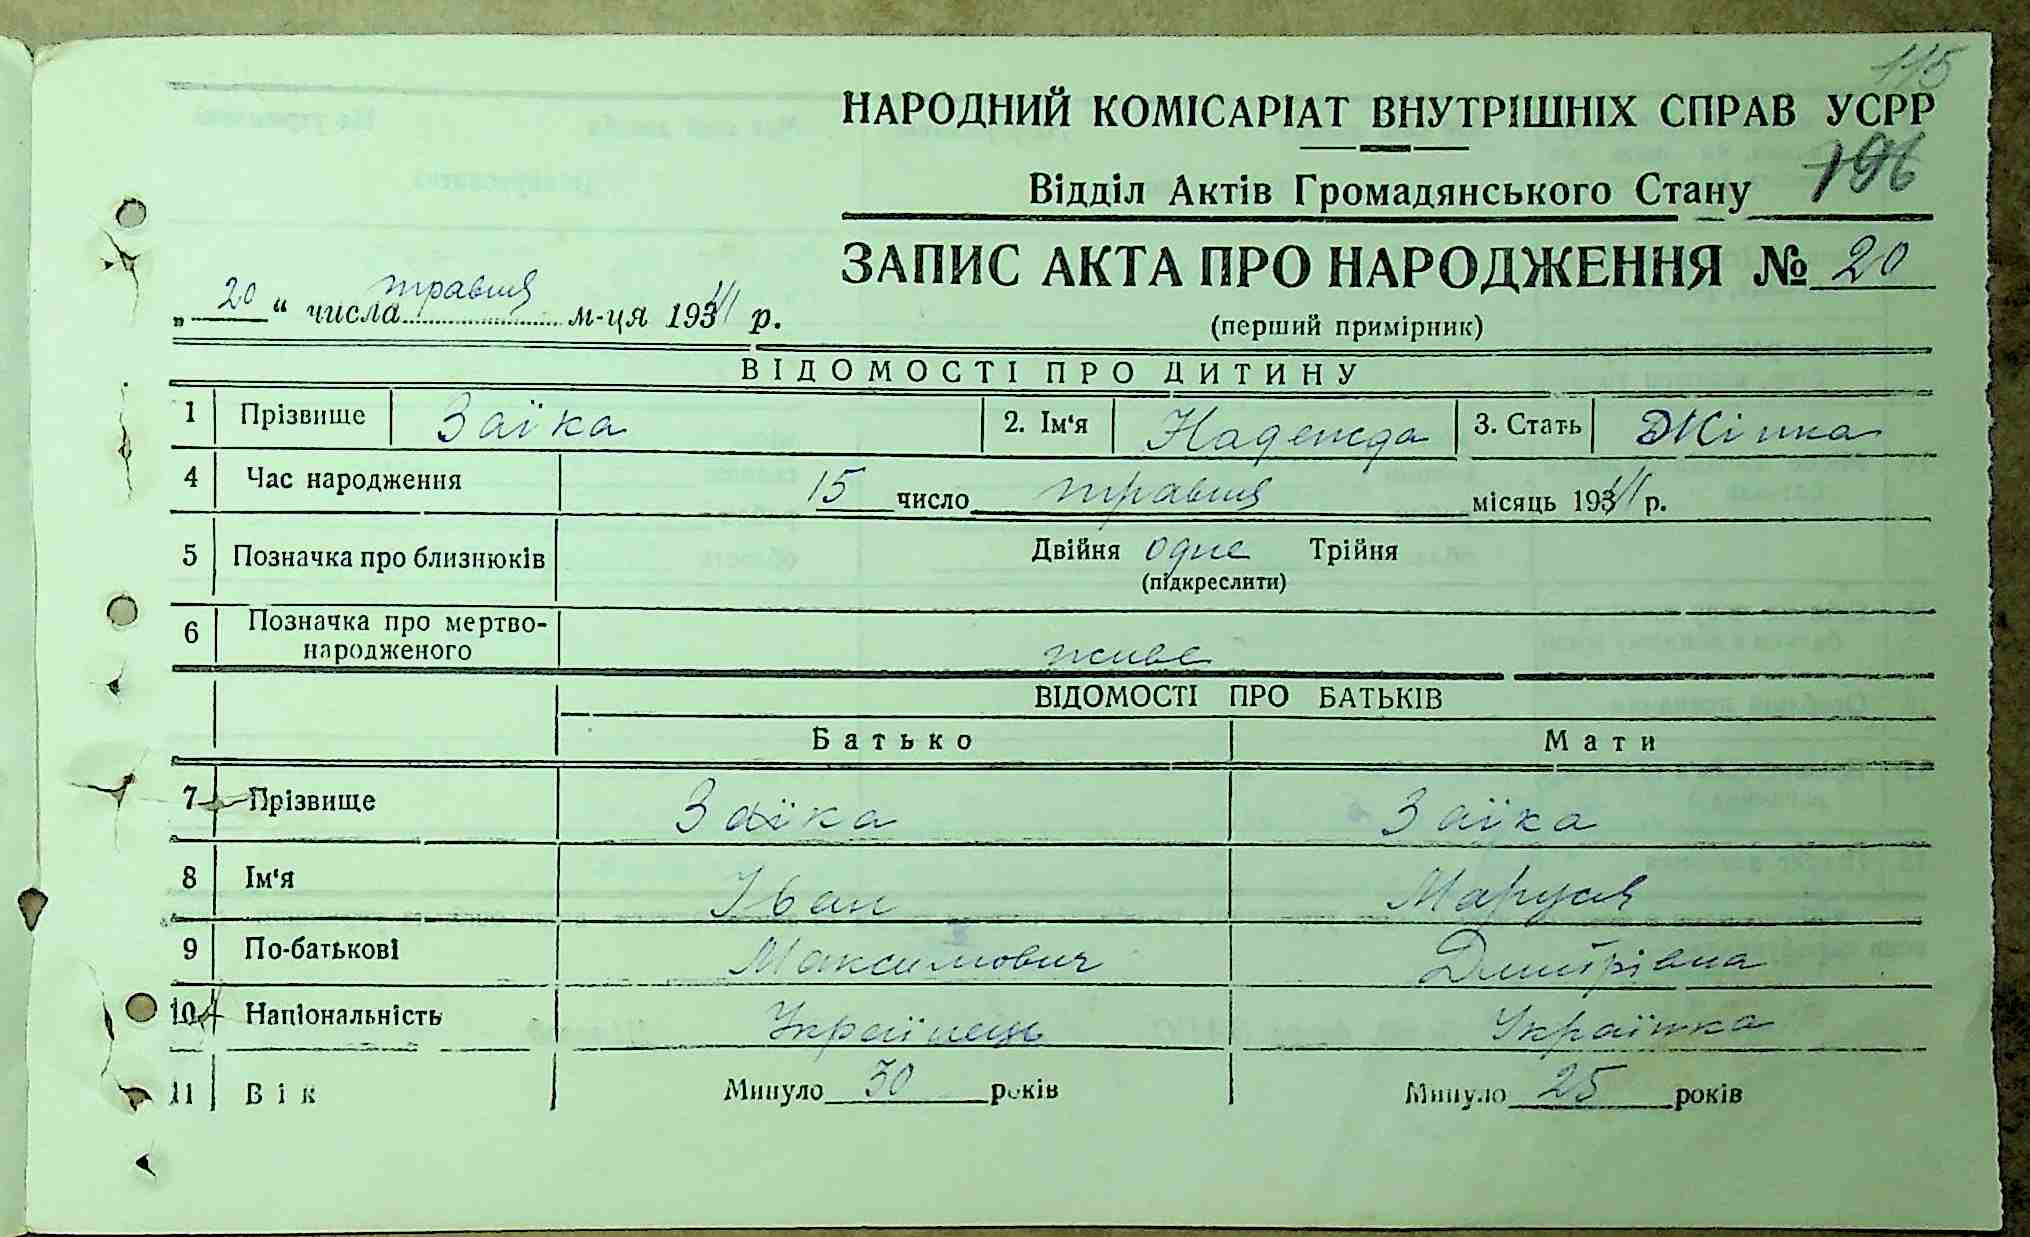 115
НАРОДНИЙ КОМІСАРІАТ ВНУТРІШНІХ СПРАВ УСРР
196
Відділ Актів Громадянського Стану
ЗАПИС АКТА ПРО НАРОДЖЕННЯ № 20
„ 20 “ числа травня м-ця 1941 р.
(перший примірник)
ВІДОМОСТІ ПРО ДИТИНУ
1 Прізвище Заїка 2. Ім'я Надежда 3. Стать Жінка
4 Час народження 15 число травня місяць 1941 р.
5 Позначка про близнюків Двійня одне Трійня
(підкреслити)
6 Позначка про мертво-
народженого живе
ВІДОМОСТІ ПРО БАТЬКІВ
Батько Мати
7 Прізвище Заїка Заїка
8 Ім'я Іван Маруся
9 По-батькові Максимович Дмитрівна
10 Національність Українець Українка
11 Вік Минуло 30 років Минуло 25 років